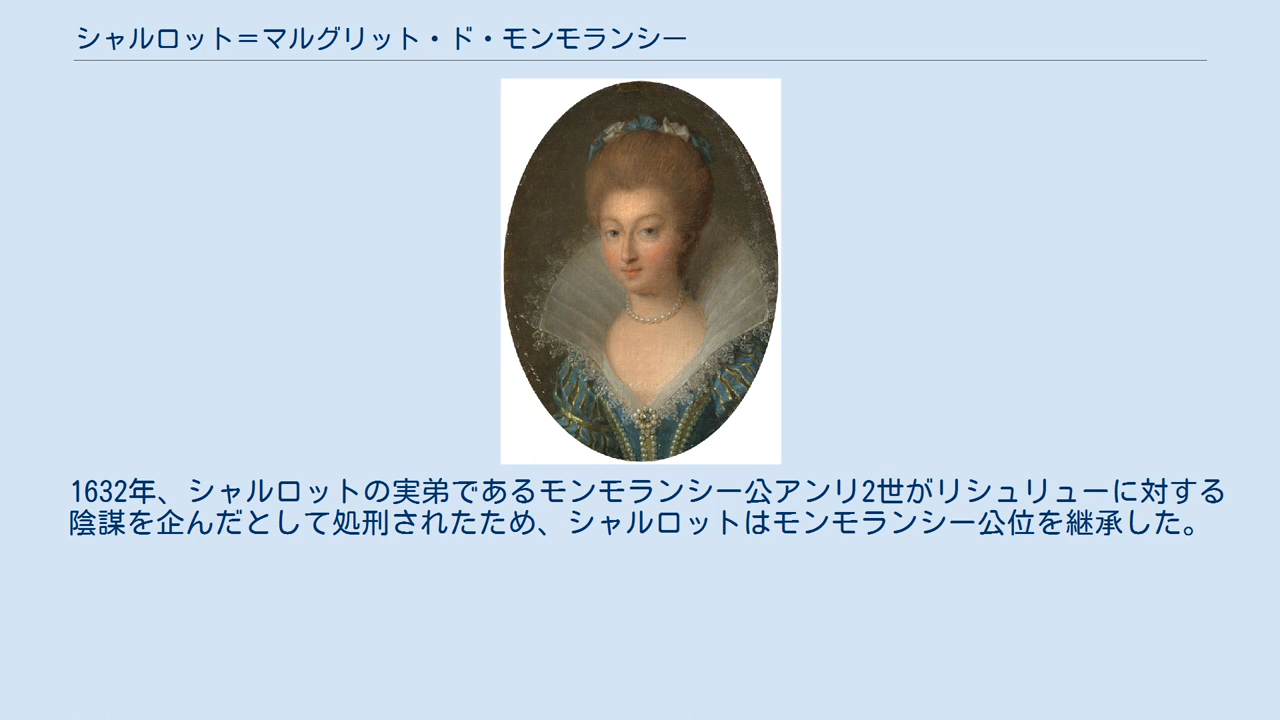 シャルロット＝マルグリット・ド・モンモランシー
1632年、シャルロットの実弟であるモンモランシー公アンリ2世がリシュリューに対する
陰謀を企んだとして処刑されたため、シャルロットはモンモランシー公位を継承した。